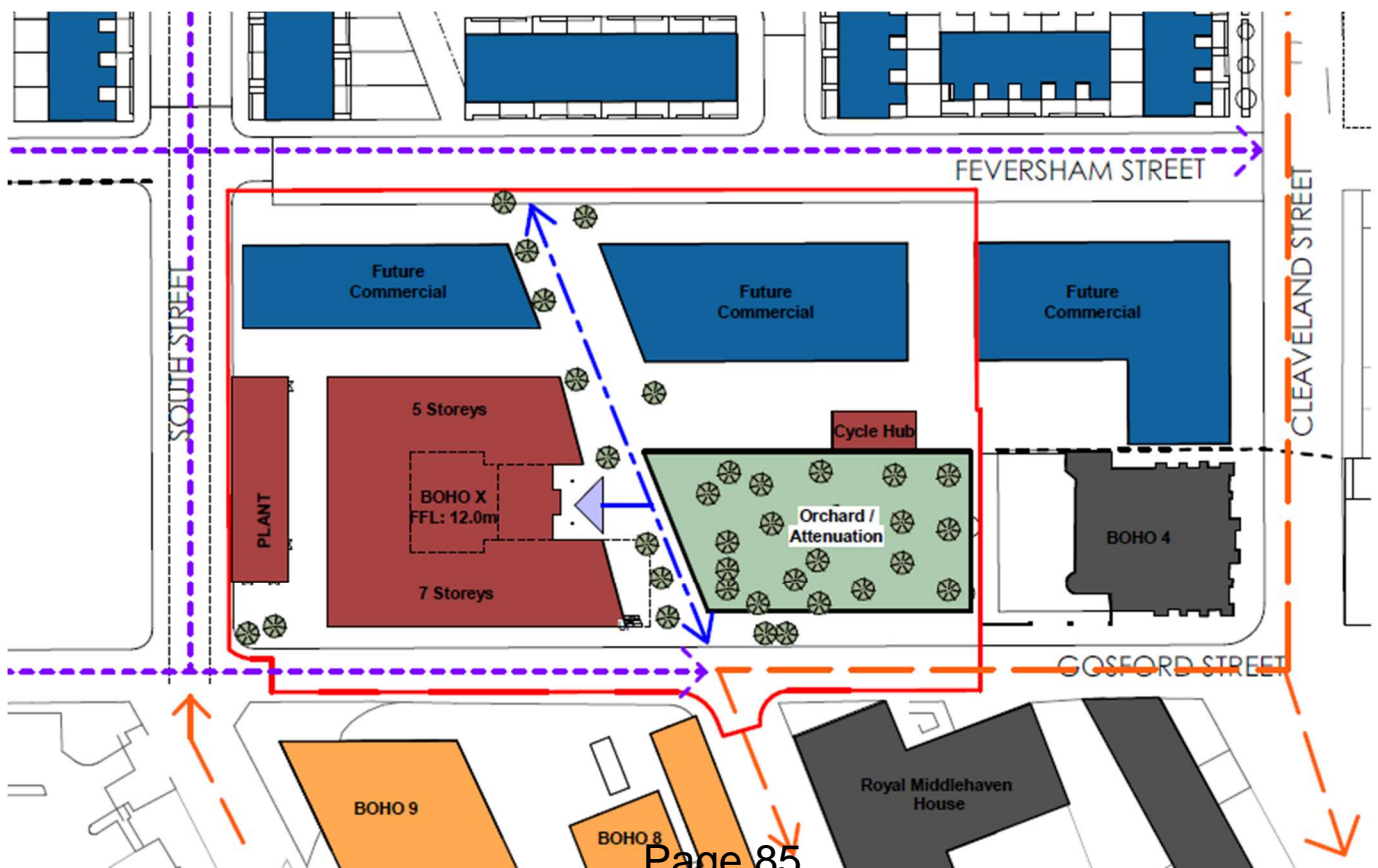 FEVERSHAM STREET
CLEAVELAND STREET
SOUTH STREET
Future
Commercial
Future
Commercial
Future
Commercial
5 Storeys
Cycle Hub
PLANT
BOHO X
FFL: 12.0m
Orchard /
Attenuation
BOHO 4
7 Storeys
GOSFORD STREET
BOHO 9
BOHO 8
Royal Middlehaven
House
Page 85